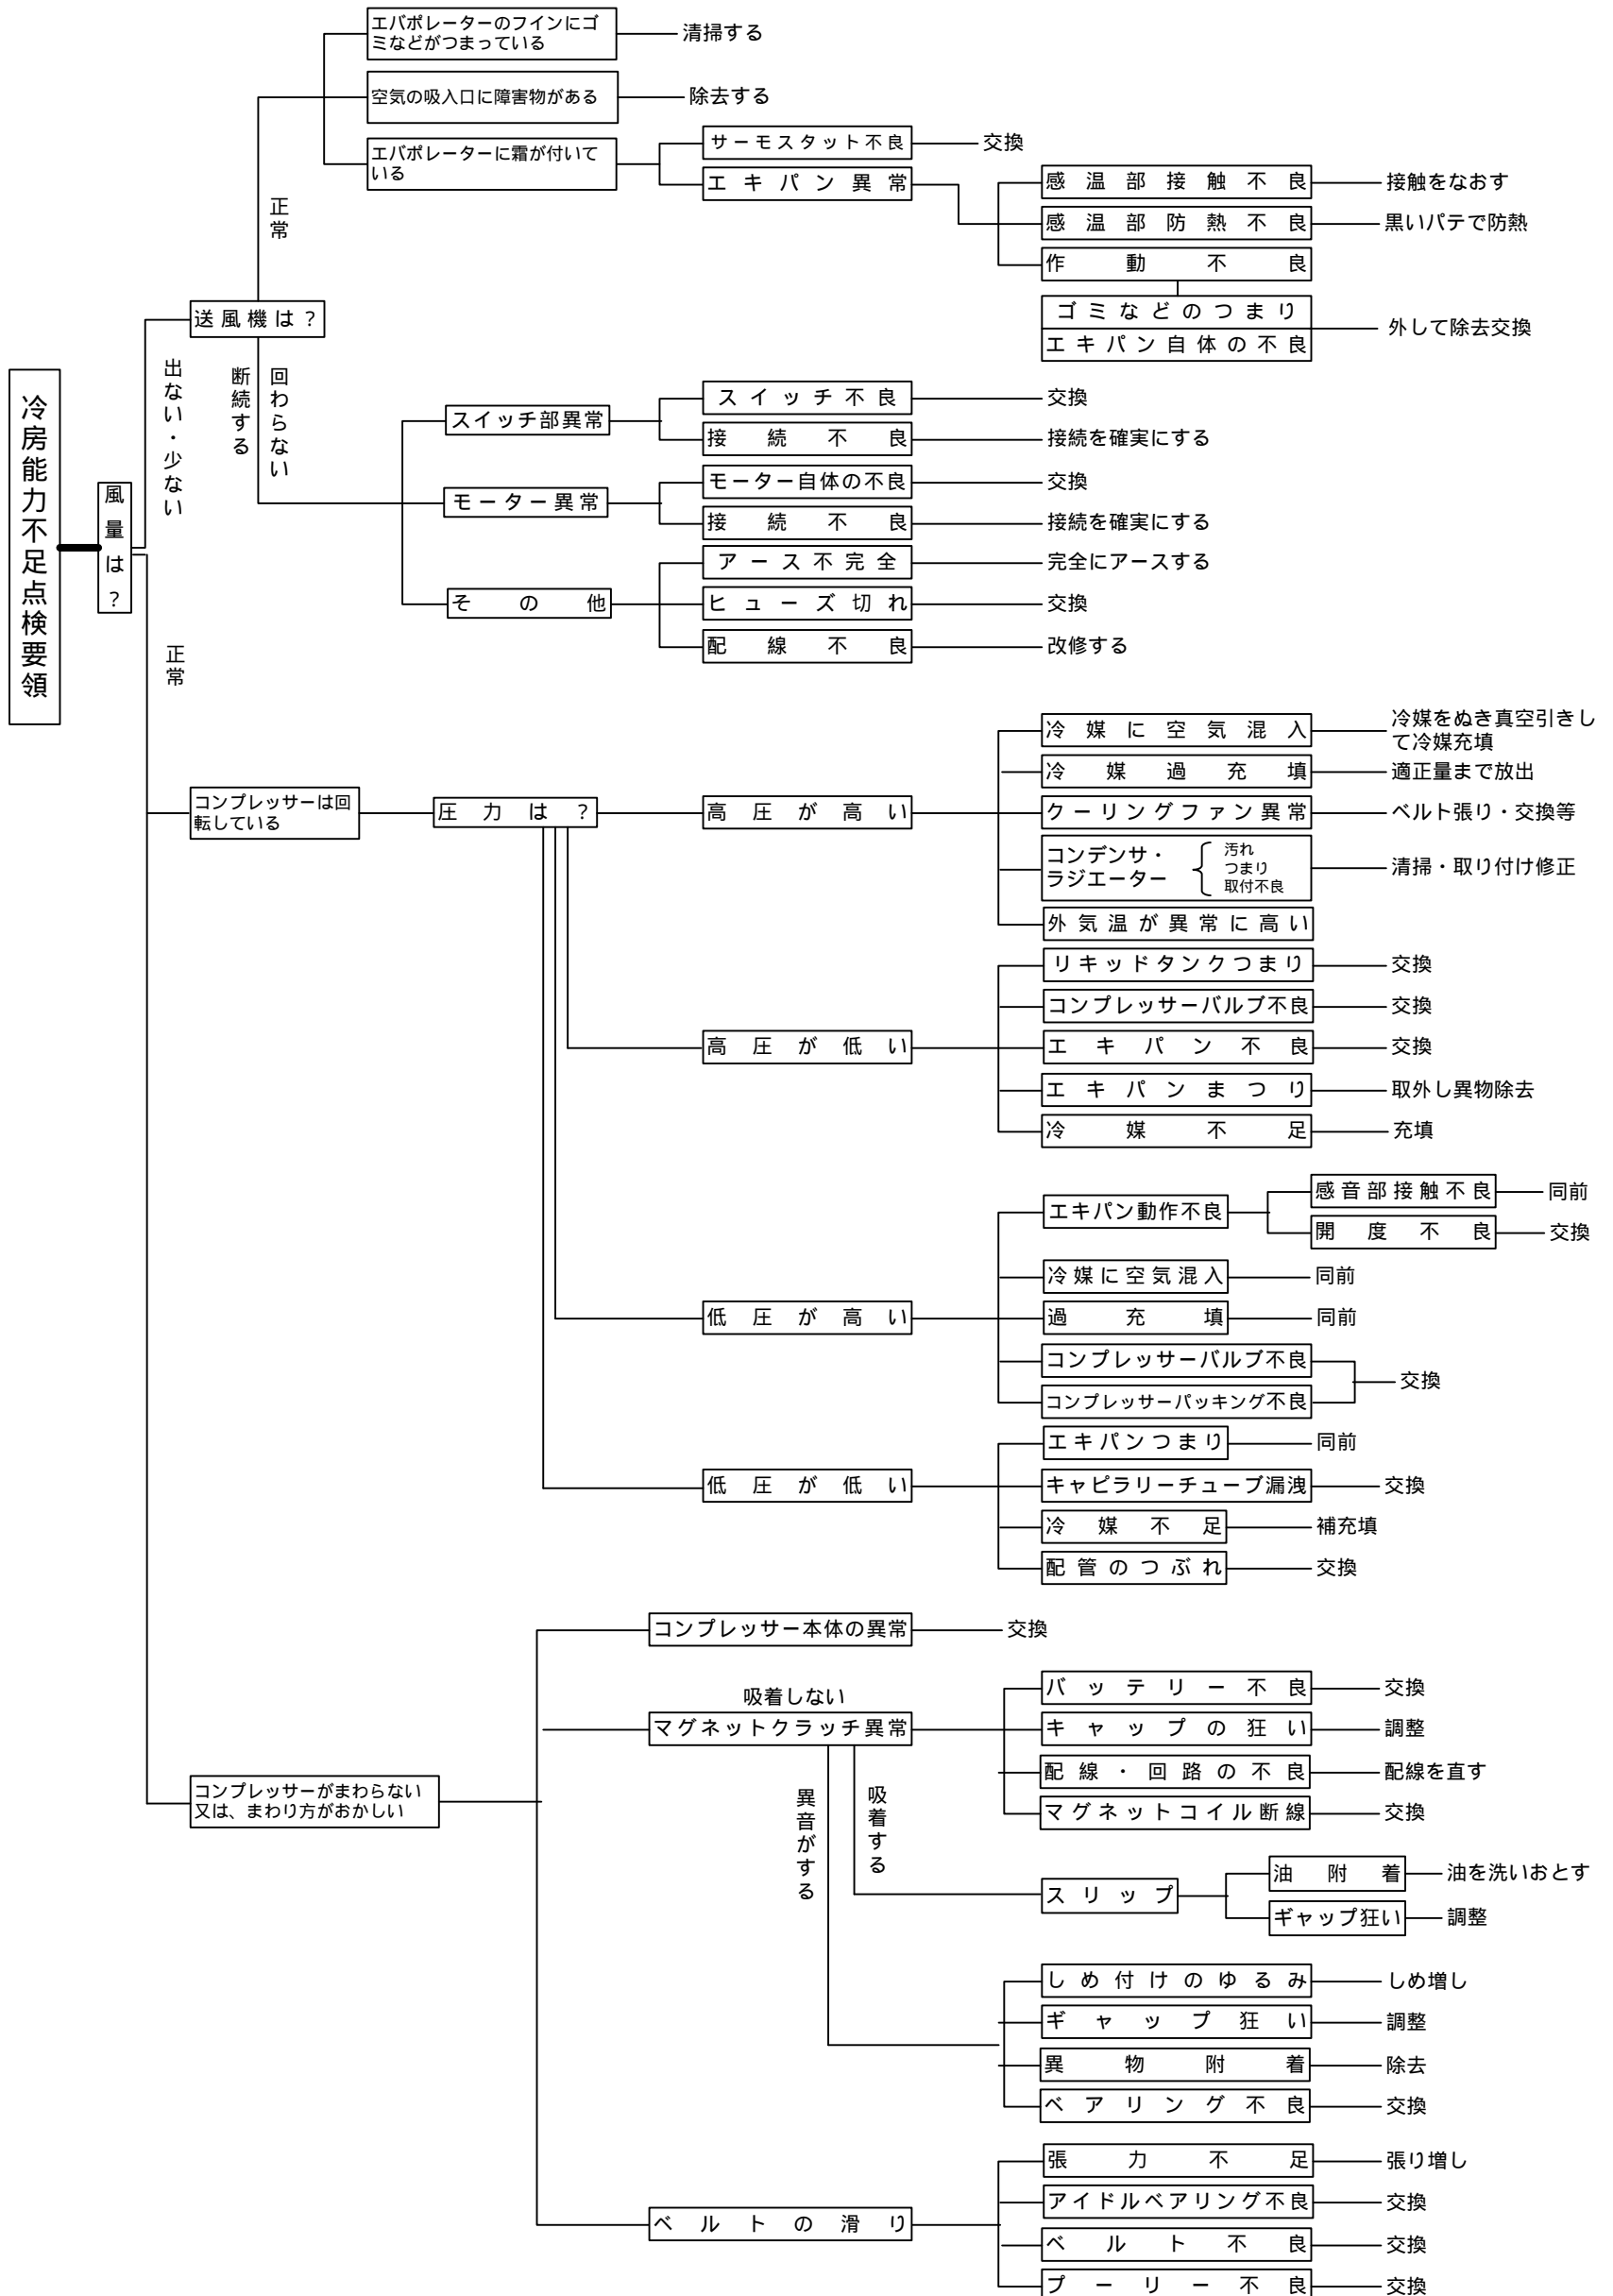 冷房能力不足点検要領
風量は？
出ない・少ない
正常
送風機は？
正常
エバポレーターのフインにゴ
ミなどがつまっている
清掃する
空気の吸入口に障害物がある
除去する
エバポレーターに霜が付いて
いる
サーモスタット不良
交換
エキパン異常
感温部接触不良
接触をなおす
感温部防熱不良
黒いパテで防熱
作動不良
ゴミなどのつまり
エキパン自体の不良
外して除去交換
回わらない
断続する
スイッチ部異常
スイッチ不良
交換
接続不良
接続を確実にする
モーター異常
モーター自体の不良
交換
接続不良
接続を確実にする
その他
アース不完全
完全にアースする
ヒューズ切れ
交換
配線不良
改修する
コンプレッサーは回
転している
圧力は？
高圧が高い
冷媒に空気混入
冷媒をぬき真空引きし
て冷媒充填
冷媒過充填
適正量まで放出
クーリングファン異常
ベルト張り・交換等
コンデンサ・
ラジエーター
汚れ
つまり
取付不良
清掃・取り付け修正
外気温が異常に高い
高圧が低い
リキッドタンクつまり
交換
コンプレッサーバルブ不良
交換
エキパン不良
交換
エキパンまつり
取外し異物除去
冷媒不足
充填
低圧が高い
エキパン動作不良
感音部接触不良
同前
開度不良
交換
冷媒に空気混入
同前
過充填
同前
コンプレッサーバルブ不良
コンプレッサーパッキング不良
交換
低圧が低い
エキパンつまり
同前
キャピラリーチューブ漏洩
交換
冷媒不足
補充填
配管のつぶれ
交換
コンプレッサーがまわらない
又は、まわり方がおかしい
コンプレッサー本体の異常
交換
吸着しない
マグネットクラッチ異常
バッテリー不良
交換
キャップの狂い
調整
配線・回路の不良
配線を直す
マグネットコイル断線
交換
吸着する
スリップ
油附着
油を洗いおとす
ギャップ狂い
調整
異音がする
しめ付けのゆるみ
しめ増し
ギャップ狂い
調整
異物附着
除去
ベアリング不良
交換
ベルトの滑り
張力不足
張り増し
アイドルベアリング不良
交換
ベルト不良
交換
プーリー不良
交換